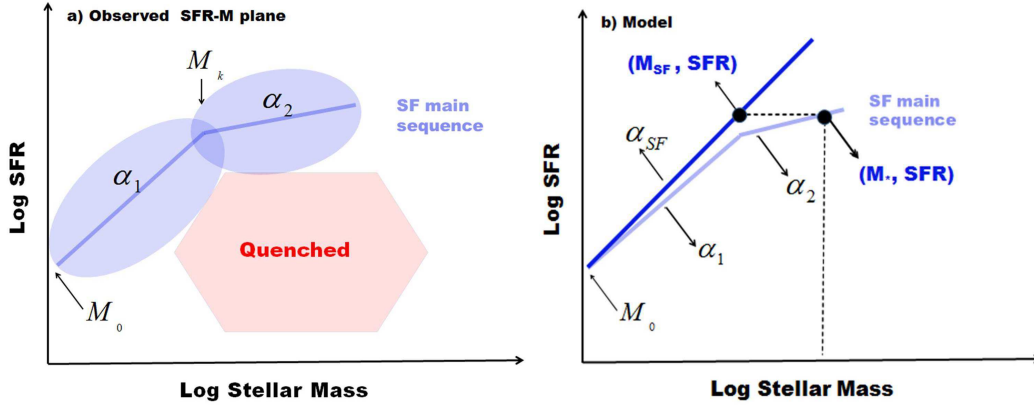 a) Observed SFR-M plane
M k
α 2
SF main
sequence
α 1
Quenched
M 0
Log SFR
Log Stellar Mass
b) Model
(M SF , SFR)
SF main
sequence
α SF
(M * , SFR)
α 2
α 1
M 0
Log SFR
Log Stellar Mass